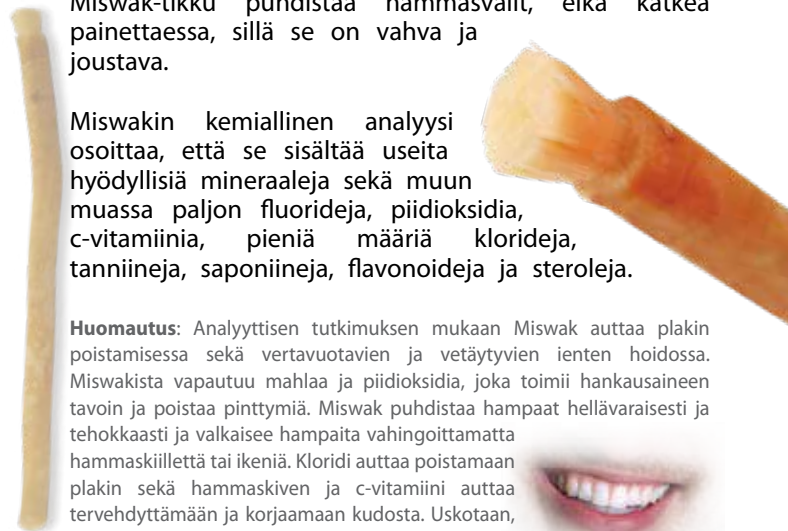 Miswak-tikku puhdistaa hammasvälit, eikä katkea
painettaessa, sillä se on vahva ja
joustava.
Miswakin kemiallinen analyysi
osoittaa, että se sisältää useita
hyödyllisiä mineraaleja sekä muun
muassa paljon fluorideja, piidioksidia,
c-vitamiinia, pieniä määriä klorideja,
tanniineja, saponiineja, flavonoideja ja steroleja.
Huomautus: Analyyttisen tutkimuksen mukaan Miswak auttaa plakin
poistamisessa sekä vertavuotavien ja vetäytyvien ienten hoidossa.
Miswakista vapautuu mahlaa ja piidioksidia, joka toimii hankausaineen
tavoin ja poistaa pinttymiä. Miswak puhdistaa hampaat hellävaraisesti ja
tehokkaasti ja valkaisee hampaita vahingoittamatta
hammaskiillettä tai ikeniä. Kloridi auttaa poistamaan
plakin sekä hammaskiven ja c-vitamiini auttaa
tervehdyttämään ja korjaamaan kudosta. Uskotaan,